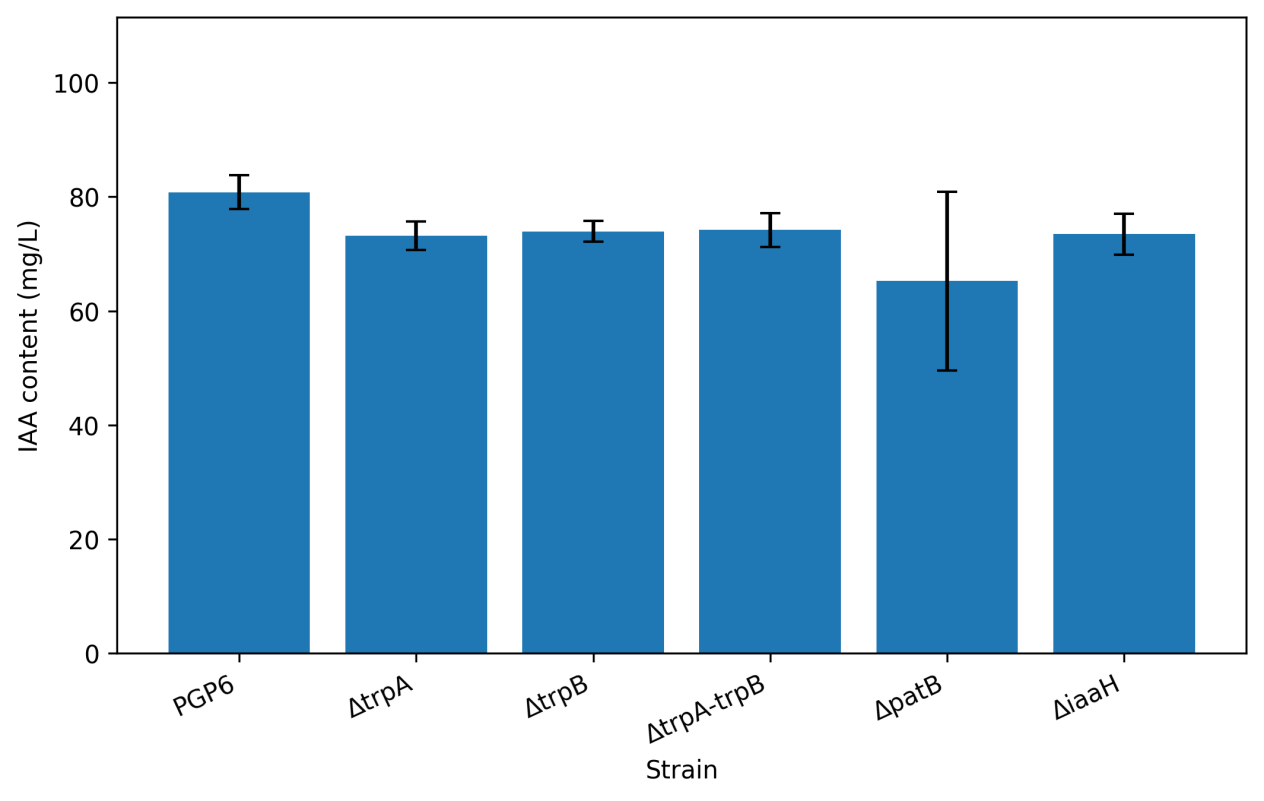 IAA content (mg/L)
100
80
60
40
20
0
PGP6
ΔtrpA
ΔtrpB
ΔtrpA-trpB
ΔpatB
ΔiaaH
Strain